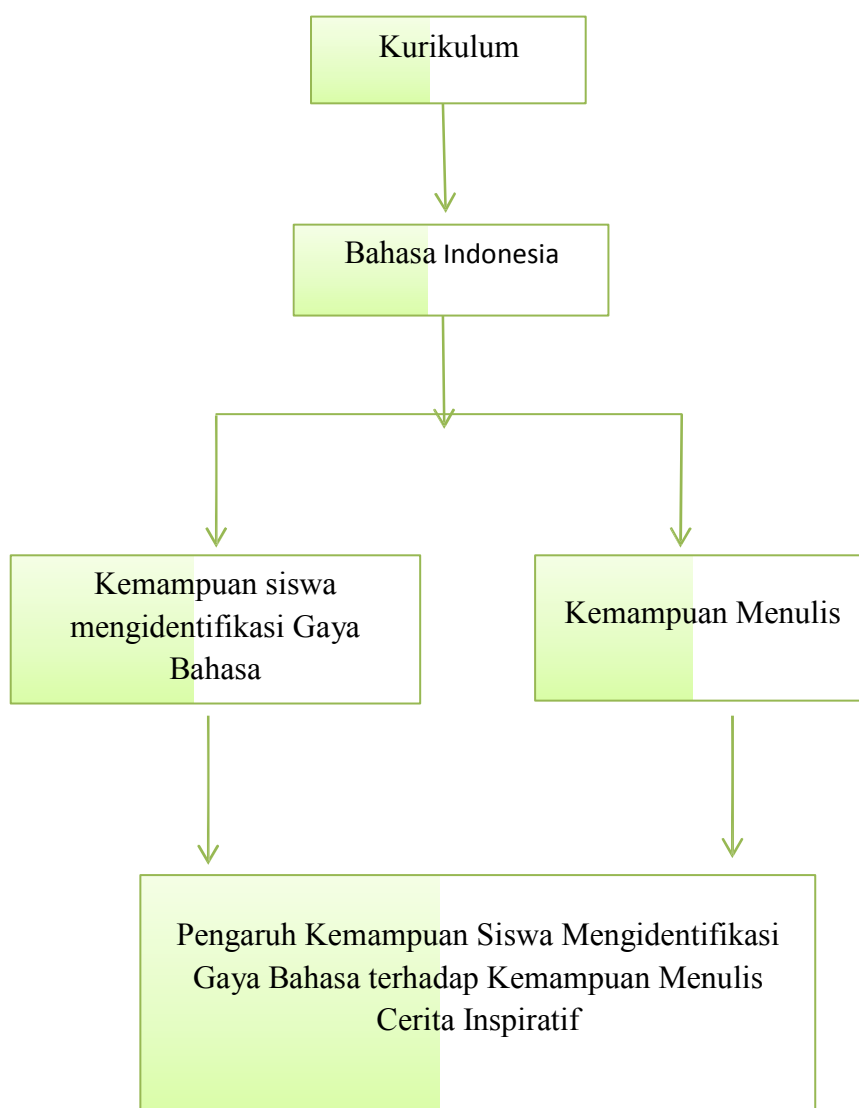 Kurikulum
Bahasa Indonesia
Kemampuan siswa
mengidentifikasi Gaya
Bahasa
Kemampuan Menulis
Pengaruh Kemampuan Siswa Mengidentifikasi
Gaya Bahasa terhadap Kemampuan Menulis
Cerita Inspiratif